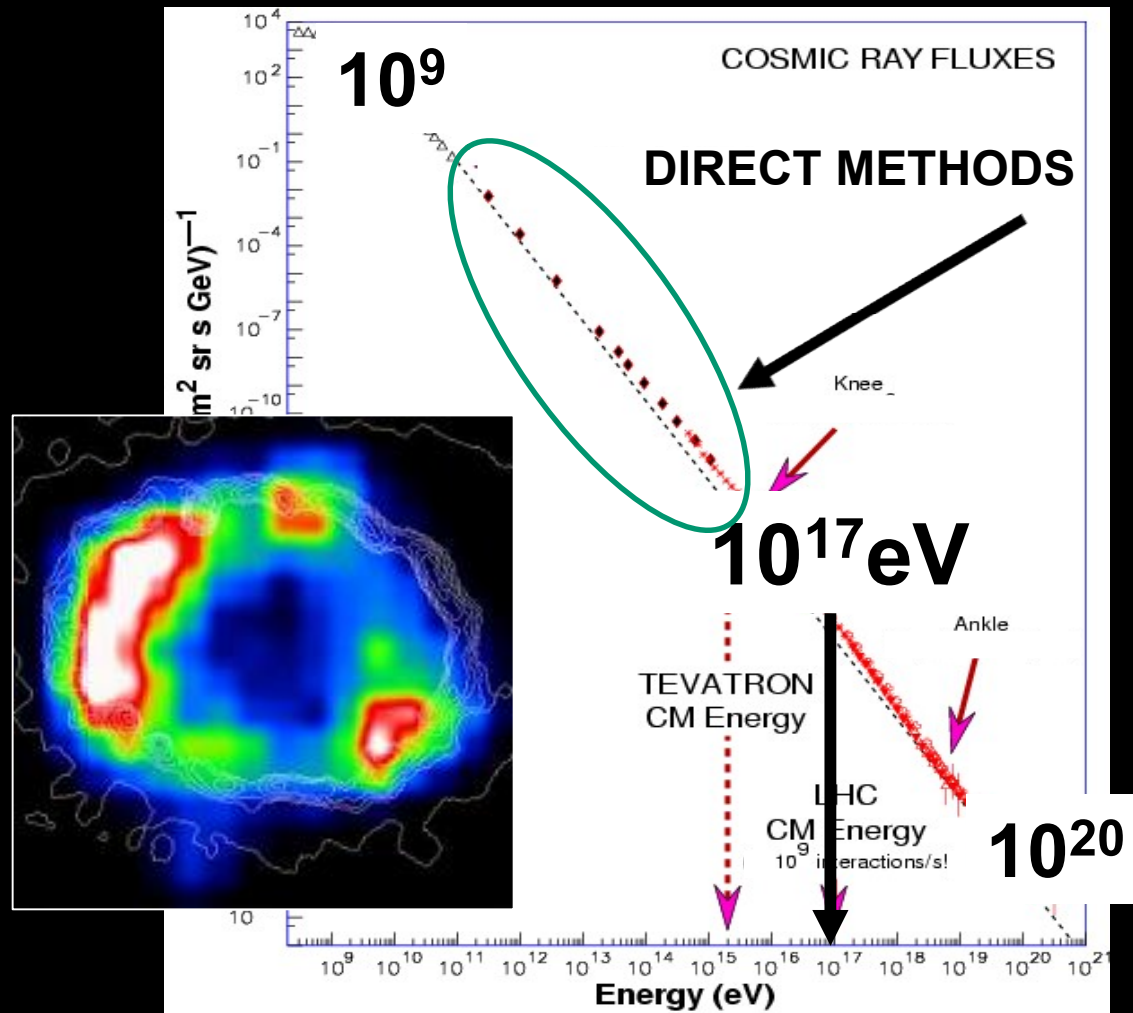 10⁴
COSMIC RAY FLUXES
10⁹
10²
10⁻¹
DIRECT METHODS
10⁻⁴
m² sr s GeV)⁻¹
10⁻⁷
Knee_
10⁻¹⁰
10¹⁷eV
Ankle
TEVATRON
CM Energy
LHC
CM Energy
10⁹ interactions/s!
10²⁰
10
10⁹ 10¹⁰ 10¹¹ 10¹² 10¹³ 10¹⁴ 10¹⁵ 10¹⁶ 10¹⁷ 10¹⁸ 10¹⁹ 10²⁰ 10²¹
Energy (eV)